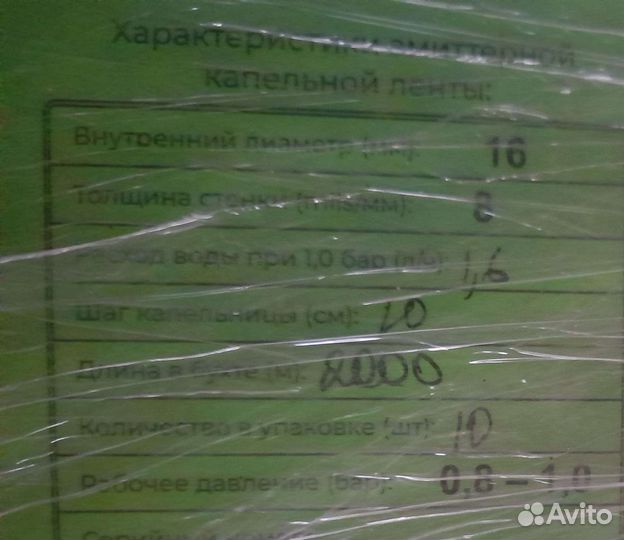 Характеристики эмиттерной
капельной ленты:
Внутренний диаметр (мм): 16
Толщина стенки (mils/мм): 8
Расход воды при 1,0 бар (л/ч): 1,6
Шаг капельницы (см):
Длина в бухте (м): 2000
Количество в упаковке (шт): 10
Рабочее давление (бар): 0,8 – 1,0
Avito